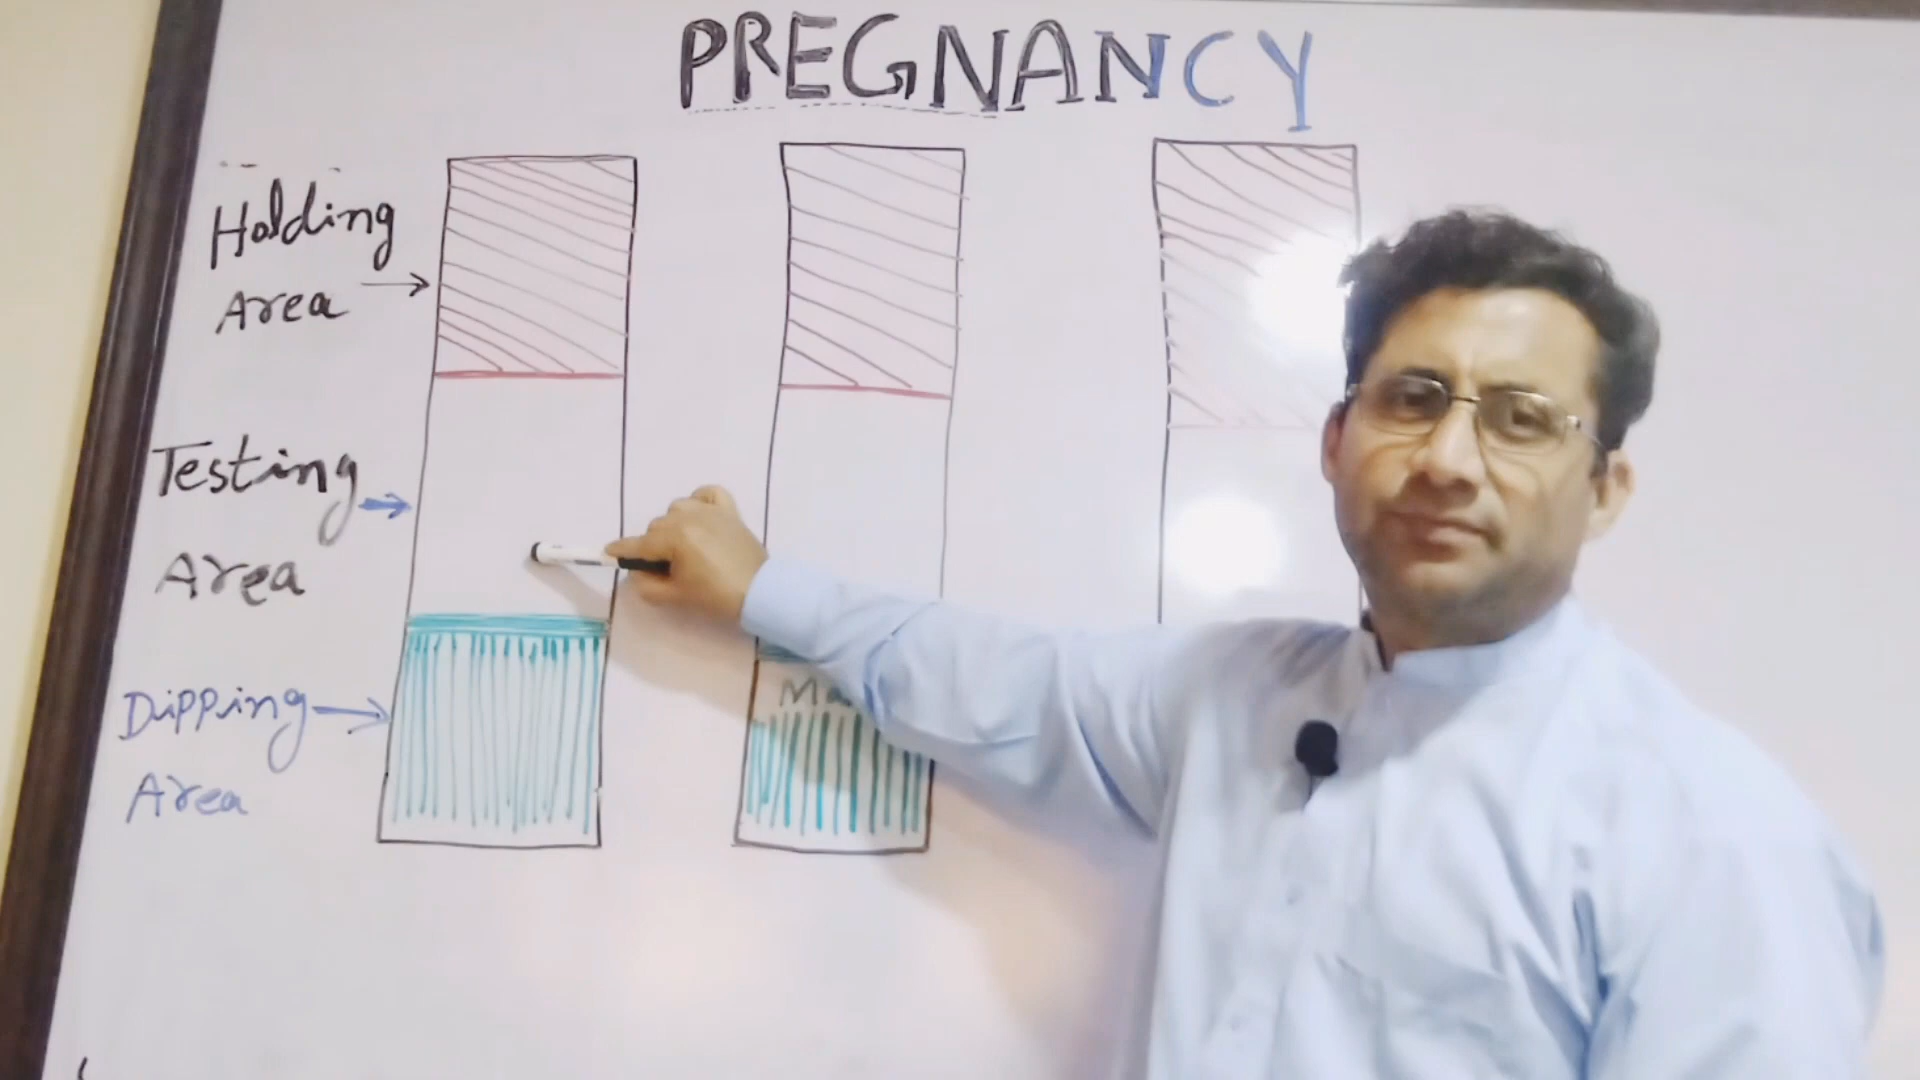 PREGNANCY
Holding
Area
Testing
Area
Dipping
Area